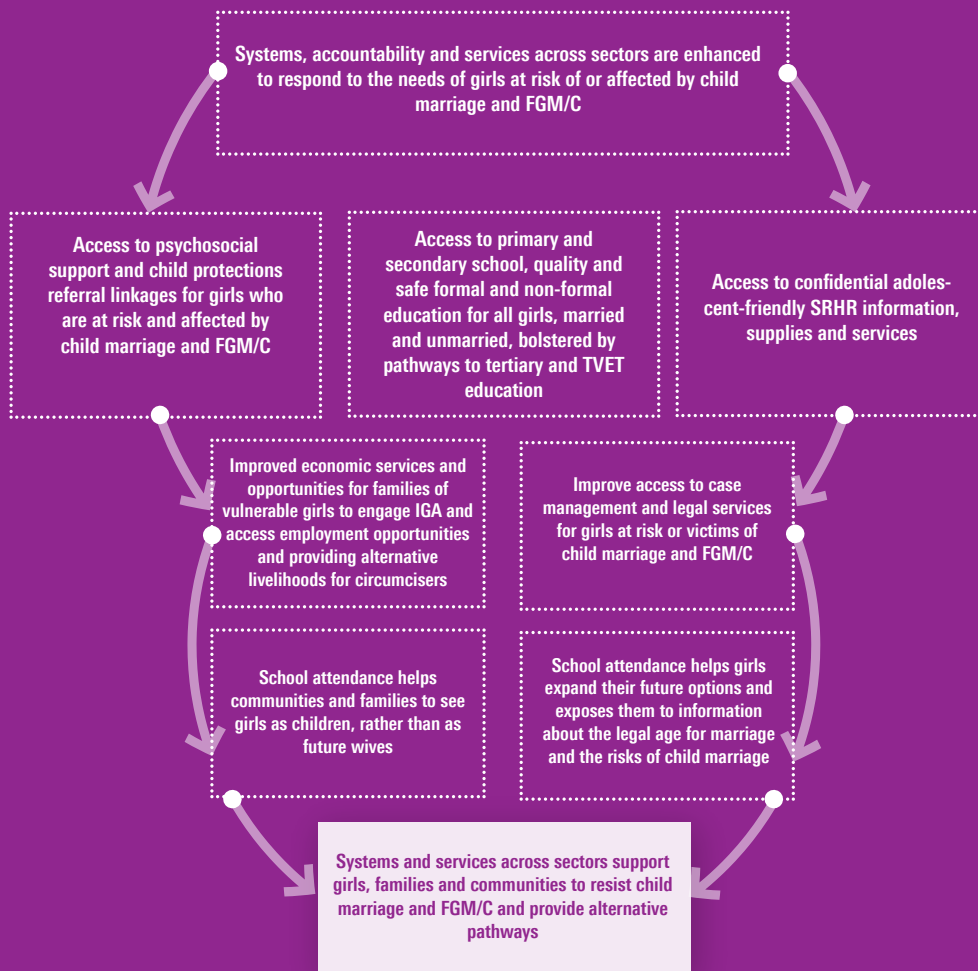 Systems, accountability and services across sectors are enhanced
to respond to the needs of girls at risk of or affected by child
marriage and FGM/C
Access to psychosocial
support and child protections
referral linkages for girls who
are at risk and affected by
child marriage and FGM/C
Access to primary and
secondary school, quality and
safe formal and non-formal
education for all girls, married
and unmarried, bolstered by
pathways to tertiary and TVET
education
Access to confidential adoles-
cent-friendly SRHR information,
supplies and services
Improved economic services and
opportunities for families of
vulnerable girls to engage IGA and
access employment opportunities
and providing alternative
livelihoods for circumcisers
Improve access to case
management and legal services
for girls at risk or victims of
child marriage and FGM/C
School attendance helps
communities and families to see
girls as children, rather than as
future wives
School attendance helps girls
expand their future options and
exposes them to information
about the legal age for marriage
and the risks of child marriage
Systems and services across sectors support
girls, families and communities to resist child
marriage and FGM/C and provide alternative
pathways